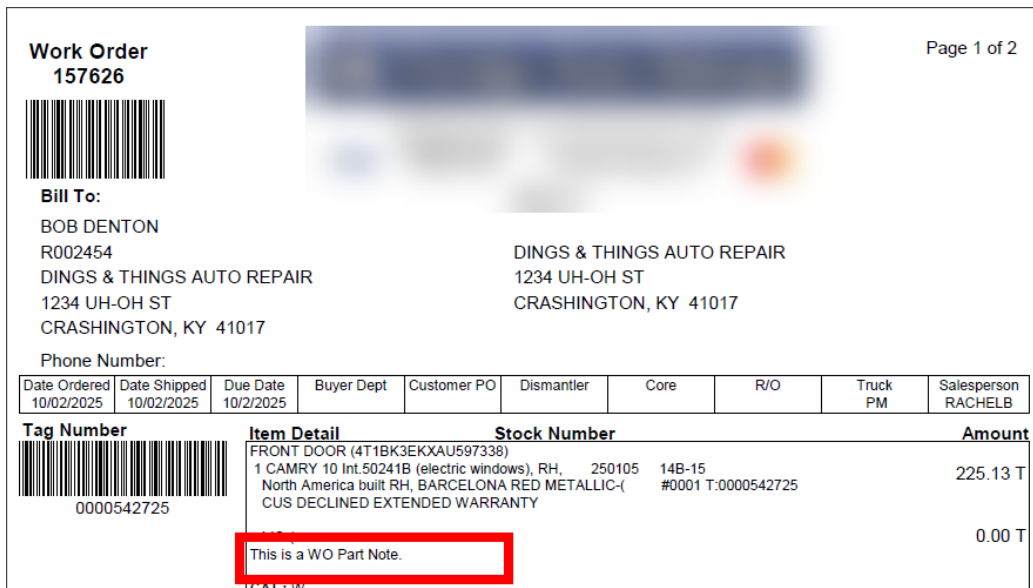 Work Order
157626
Page 1 of 2
Bill To:
BOB DENTON
R002454
DINGS & THINGS AUTO REPAIR
1234 UH-OH ST
CRASHINGTON, KY 41017
DINGS & THINGS AUTO REPAIR
1234 UH-OH ST
CRASHINGTON, KY 41017
Phone Number:
Date Ordered Date Shipped Due Date Buyer Dept Customer PO Dismantler Core R/O Truck Salesperson
10/02/2025 10/02/2025 10/2/2025 PM RACHELB
Tag Number Item Detail Stock Number Amount
FRONT DOOR (4T1BK3EKXAU597338)
1 CAMRY 10 Int.50241B (electric windows), RH, 250105 14B-15 225.13 T
North America built RH, BARCELONA RED METALLIC-( #0001 T:0000542725
CUS DECLINED EXTENDED WARRANTY
0000542725
0.00 T
This is a WO Part Note.